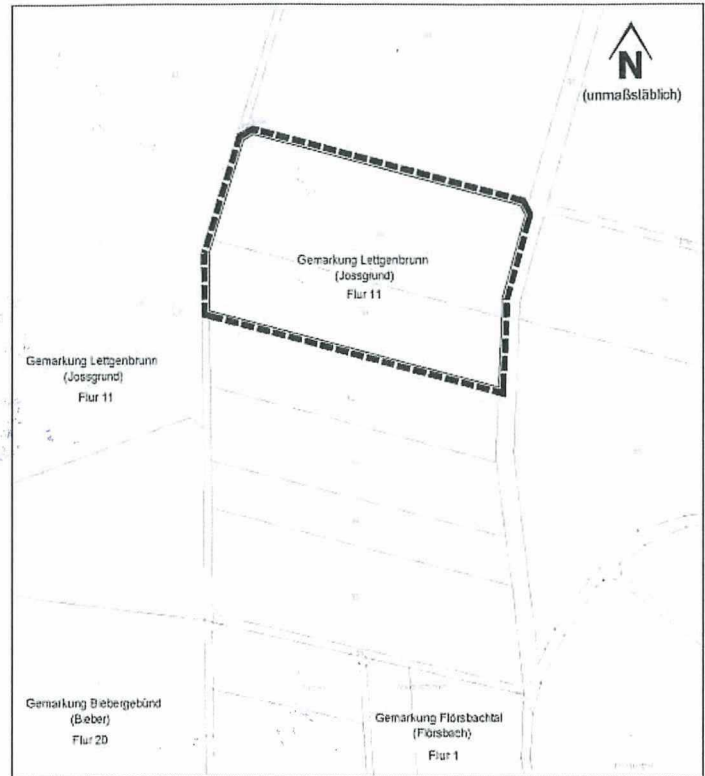 N
(unmaßstäblich)
Gemarkung Lettgenbrunn
(Jossgrund)
Flur 11
Gemarkung Lettgenbrunn
(Jossgrund)
Flur 11
Gemarkung Biebergebünd
(Bieber)
Flur 20
Gemarkung Flörsbachtal
(Flörsbach)
Flur 1